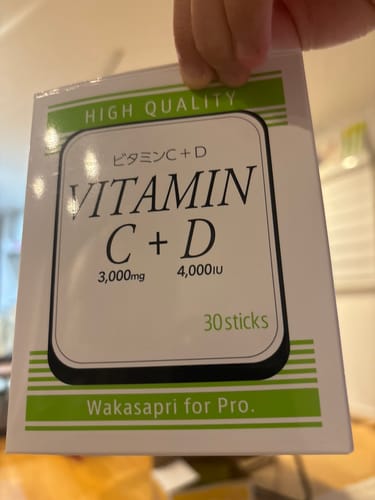 HIGH QUALITY
ビタミンC+D
VITAMIN
C + D
3,000mg 4,000IU
30sticks
Wakasapri for Pro.